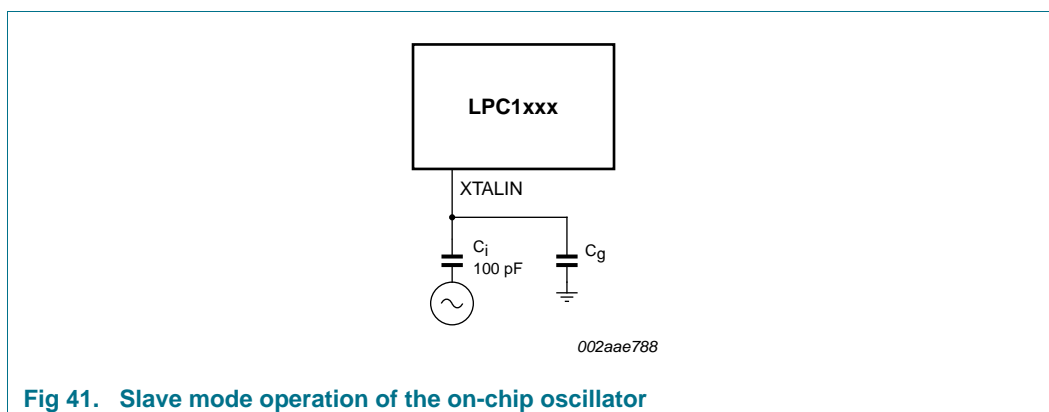 LPC1xxx
XTALIN
Ci
100 pF
Cg
002aae788
Fig 41. Slave mode operation of the on-chip oscillator